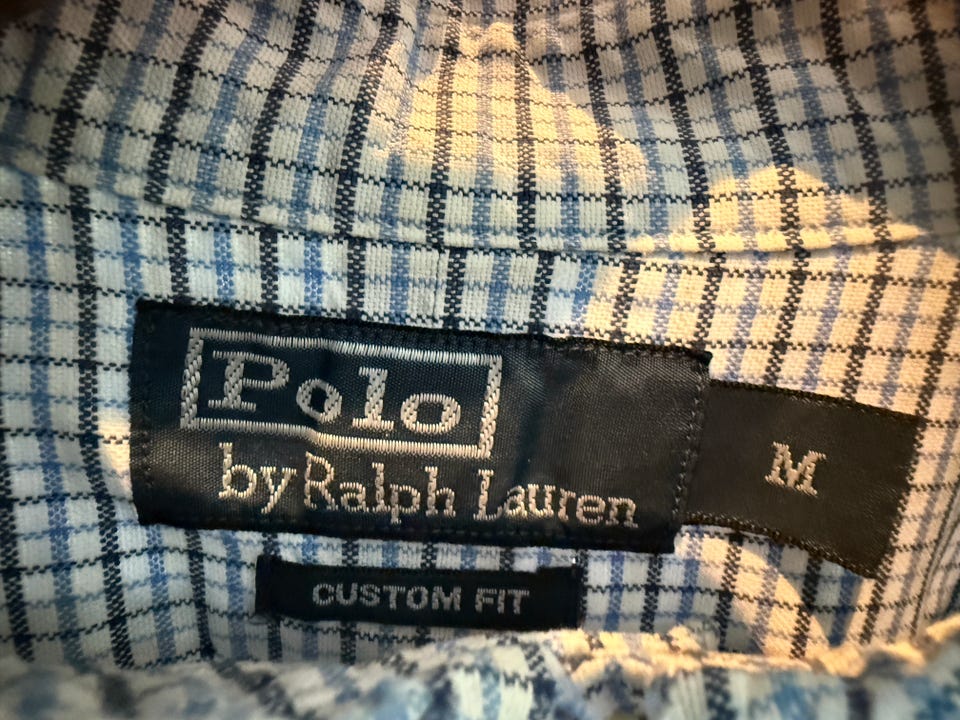 Polo
by Ralph Lauren
M
CUSTOM FIT